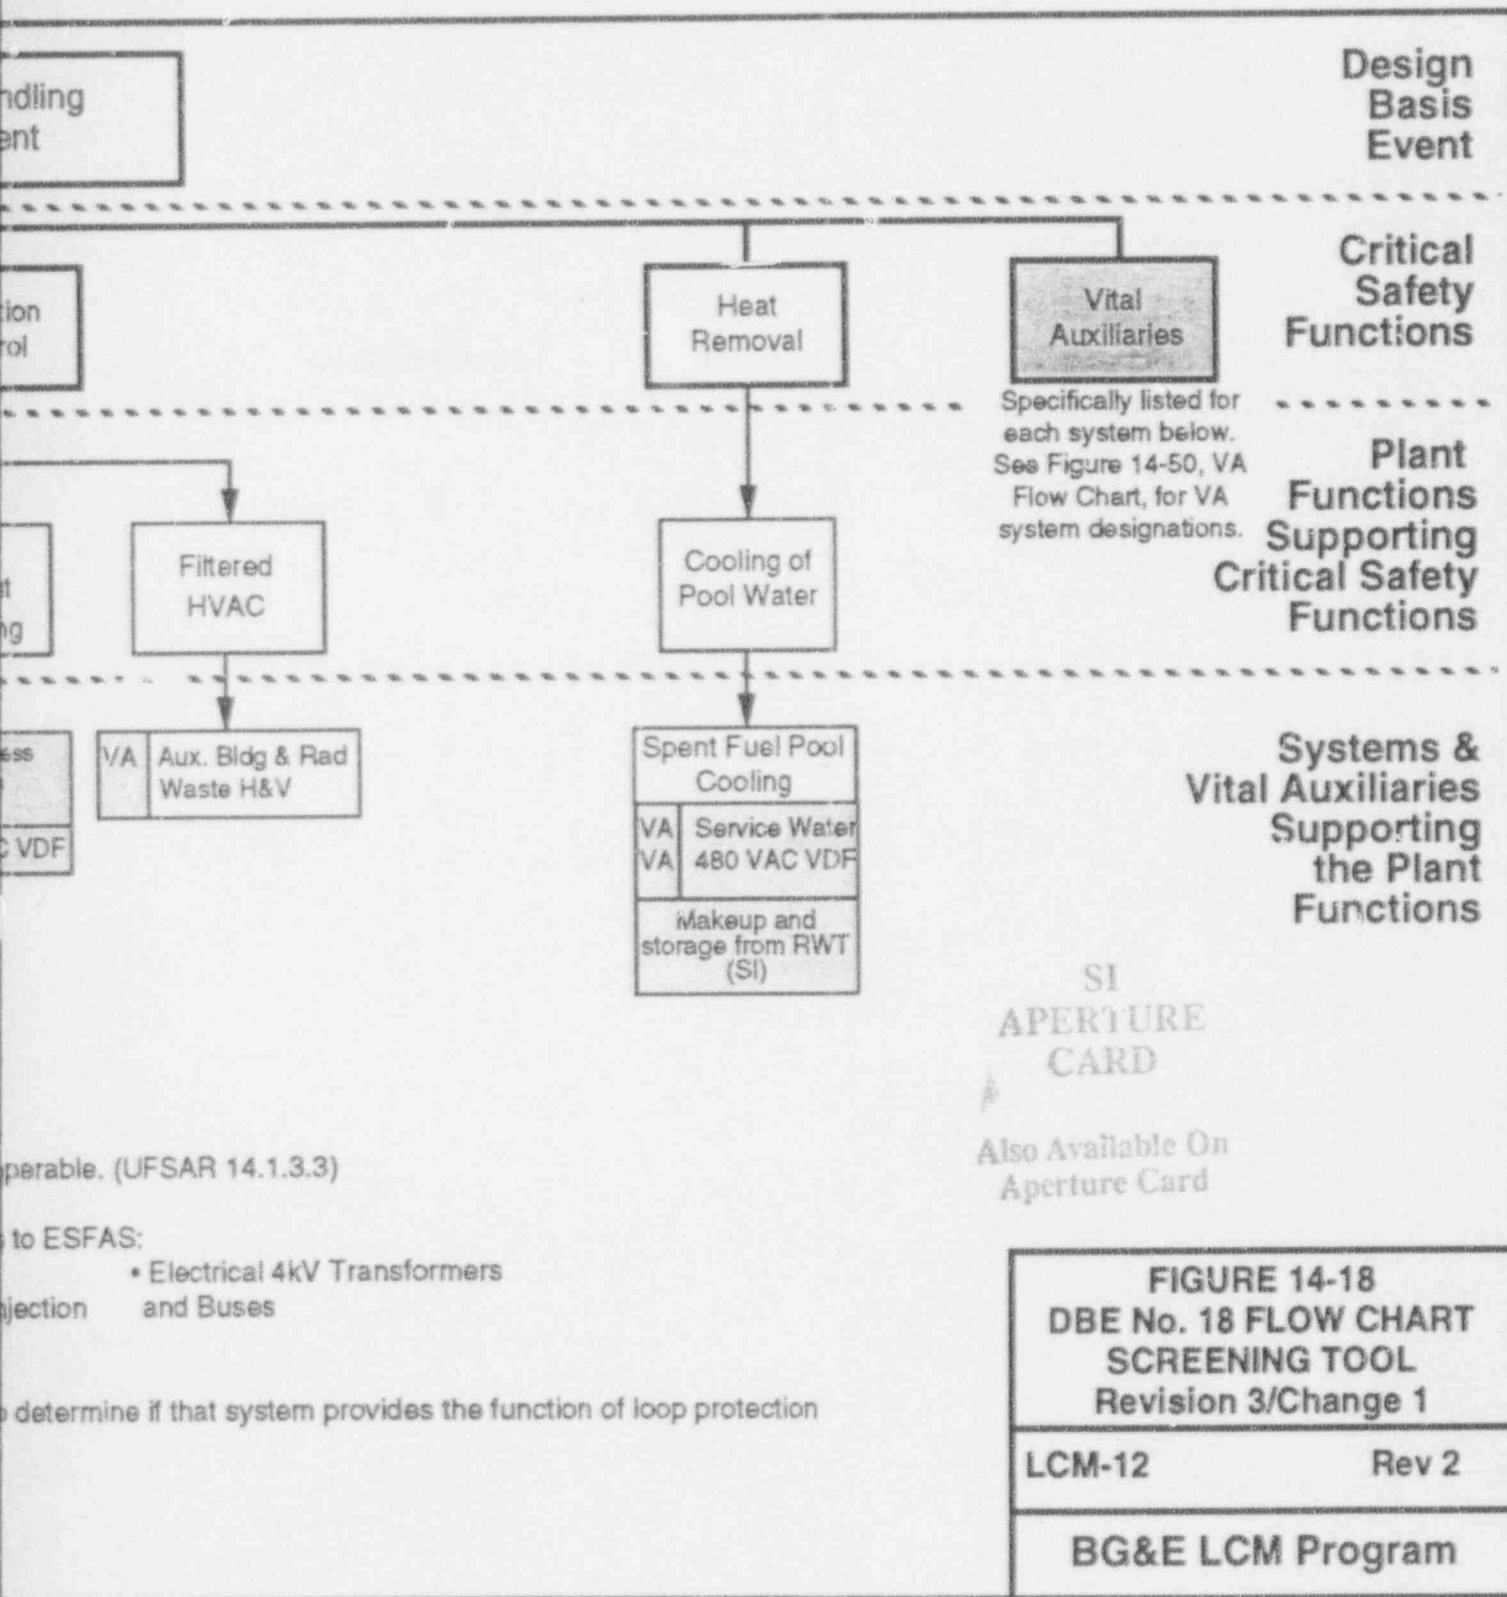 ndling
ent
Design
Basis
Event
tion
rol
Heat
Removal
Vital
Auxiliaries
Critical
Safety
Functions
Specifically listed for
each system below.
See Figure 14-50, VA
Flow Chart, for VA
system designations.
Plant
Functions
Supporting
Critical Safety
Functions
ng
Filtered
HVAC
Cooling of
Pool Water
ess
C VDF
VA Aux. Bldg & Rad
Waste H&V
Spent Fuel Pool
Cooling
VA Service Water
VA 480 VAC VDF
Makeup and
storage from RWT
(SI)
Systems &
Vital Auxiliaries
Supporting
the Plant
Functions
SI
APERTURE
CARD
Also Available On
Aperture Card
perable. (UFSAR 14.1.3.3)
to ESFAS:
• Electrical 4kV Transformers
njection and Buses
determine if that system provides the function of loop protection
FIGURE 14-18
DBE No. 18 FLOW CHART
SCREENING TOOL
Revision 3/Change 1
LCM-12 Rev 2
BG&E LCM Program